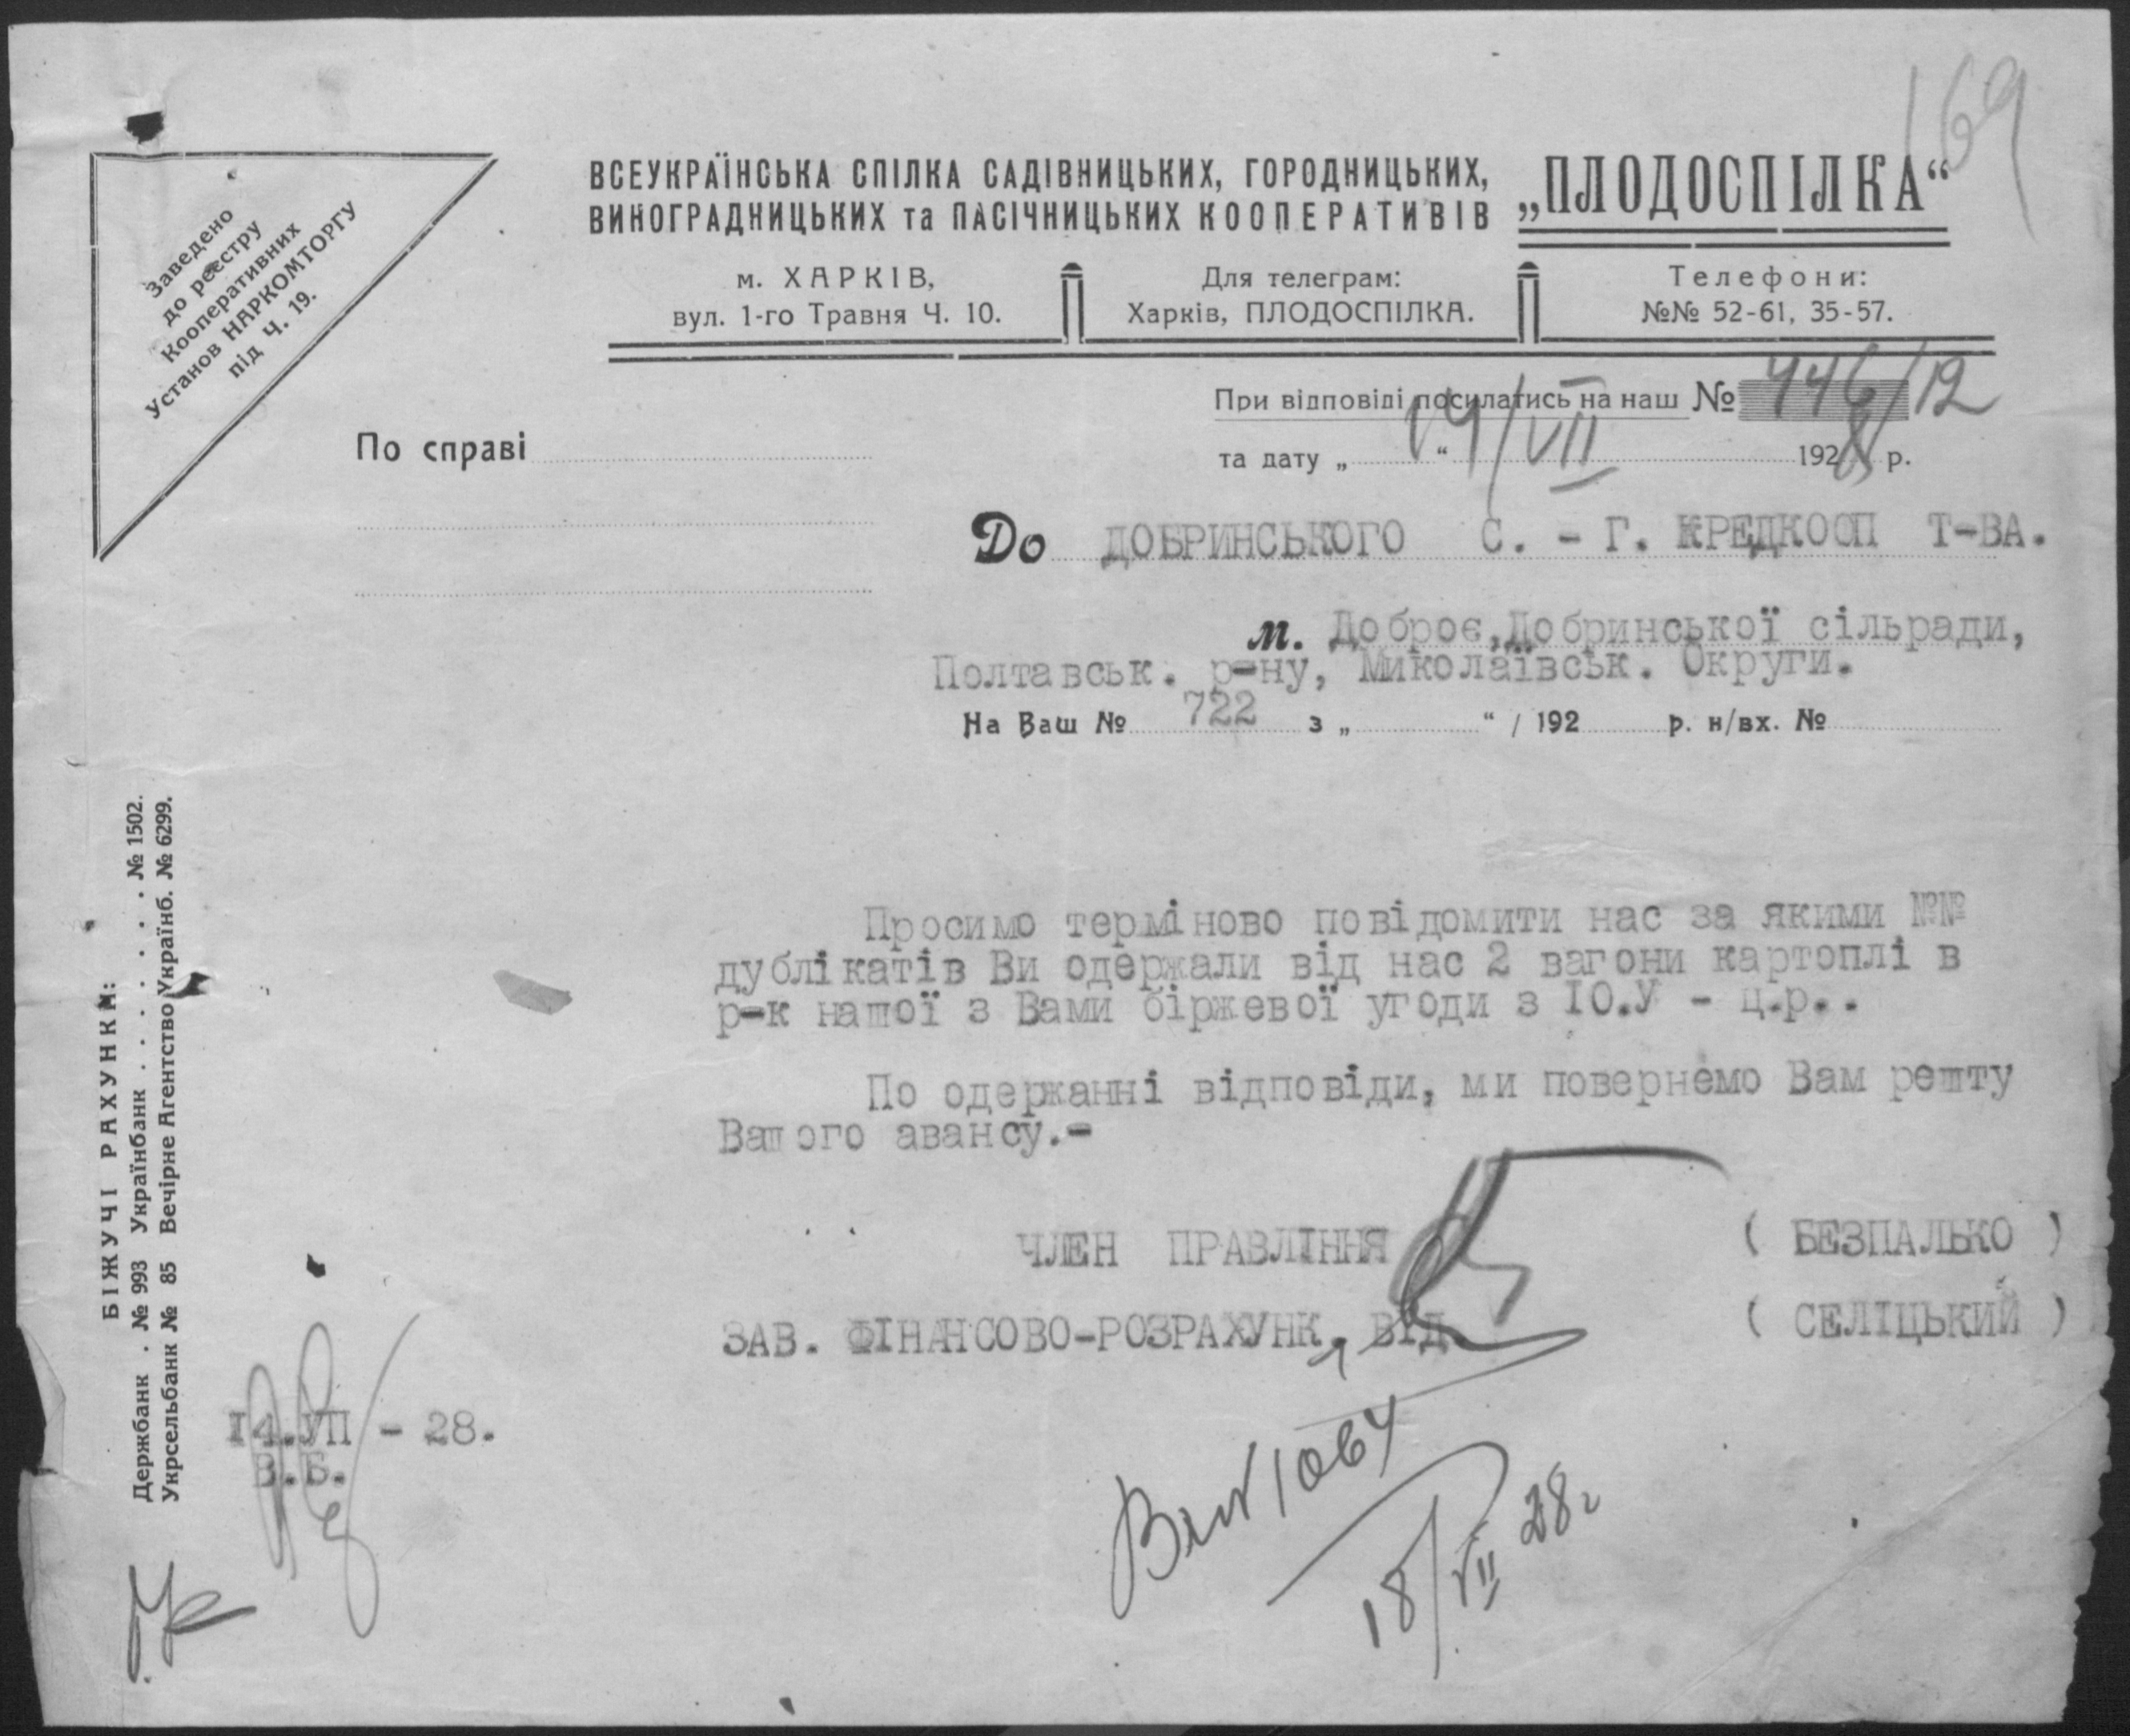 169
Заведено
до реєстру
Кооперативних
Установ НАРКОМТОРГУ
під Ч. 19.
ВСЕУКРАЇНСЬКА СПІЛКА САДІВНИЦЬКИХ, ГОРОДНИЦЬКИХ,
ВИНОГРАДНИЦЬКИХ та ПАСІЧНИЦЬКИХ КООПЕРАТИВІВ
„ПЛОДОСПІЛКА“
м. ХАРКІВ,
вул. 1-го Травня Ч. 10.
Для телеграм:
Харків, ПЛОДОСПІЛКА.
Телефони:
№№ 52-61, 35-57.
При відповіді посилатись на наш № 446/12
та дату „ 14 “ /VII 1928 р.
По справі
До ДОБРИНСЬКОГО С. - Г. КРЕДКООП Т-ВА.
м. Доброє, Добринської сільради,
Полтавськ. р-ну, Миколаївськ. Округи.
На Ваш № 722 з „ “ / 192 р. н/вх. №
Просимо терміново повідомити нас за якими №№
дублікатів Ви одержали від нас 2 вагони картоплі в
р-к нашої з Вами біржевої угоди з ІО.У - ц.р..
По одержанні відповіди, ми повернемо Вам решту
Вашого авансу.-
ЧЛЕН ПРАВЛІННЯ ( БЕЗПАЛЬКО )
ЗАВ. ФІНАНСОВО-РОЗРАХУНК. ВІД. ( СЕЛІЦЬКИЙ )
І4.УП - 28.
В.Б.
1064
18/VII 28г
БІЖУЧІ РАХУНКИ:
Держбанк . № 993 Українбанк . . . . . . . . № 1502.
Укрсельбанк № 85 Вечірне Агентство Українб. № 6299.